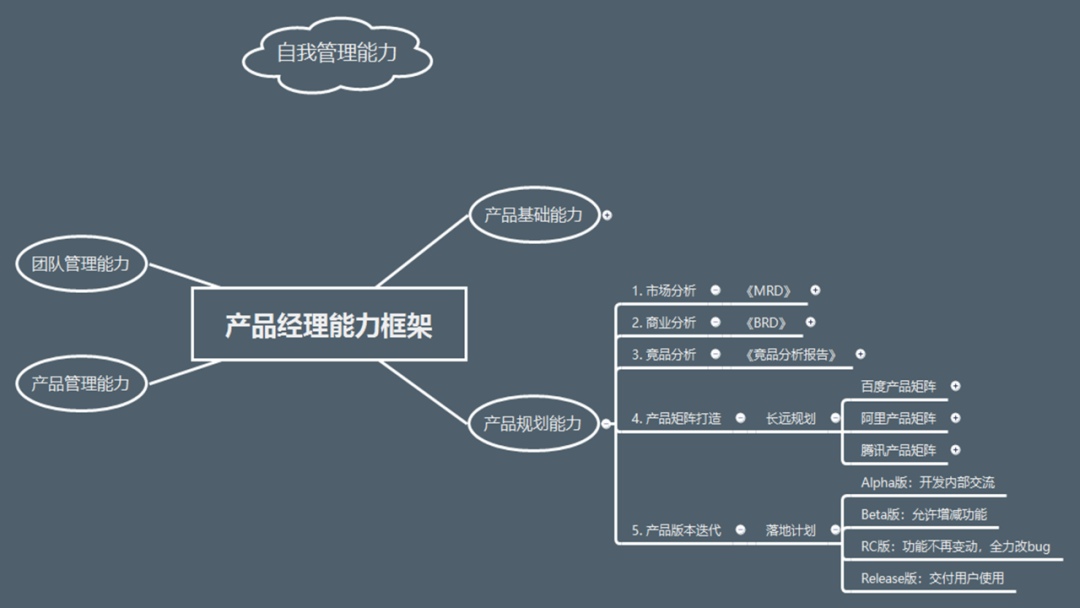 自我管理能力
产品基础能力
团队管理能力
产品经理能力框架
产品管理能力
产品规划能力
1. 市场分析
《MRD》
2. 商业分析
《BRD》
3. 竟品分析
《竟品分析报告》
4. 产品矩阵打造
长远规划
百度产品矩阵
阿里产品矩阵
腾讯产品矩阵
5. 产品版本迭代
落地计划
Alpha版：开发内部交流
Beta版：允许增减功能
RC版：功能不再变动，全力改bug
Release版：交付用户使用